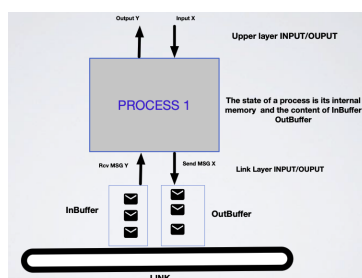 Output Y
Input X
Upper layer INPUT/OUPUT
PROCESS 1
The state of a process is its internal
memory and the content of InBuffer
OutBuffer
Rcv MSG Y
Send MSG X
Link Layer INPUT/OUPUT
InBuffer
OutBuffer
LINK